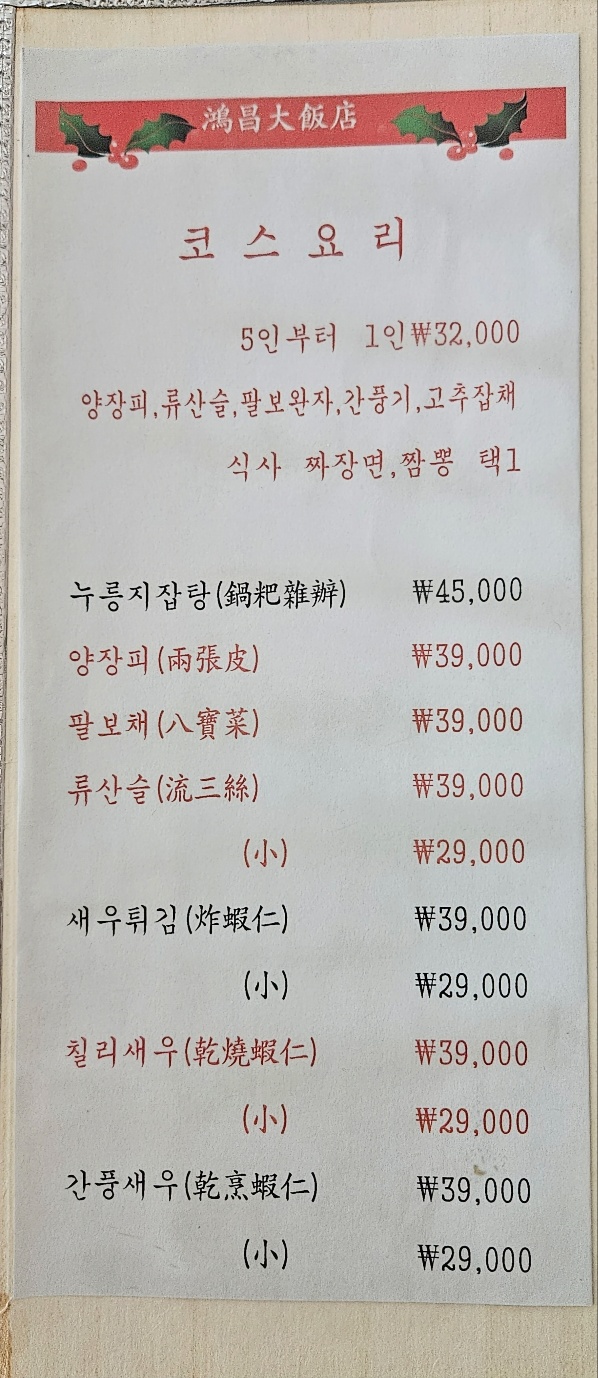 鴻昌大飯店
코스요리
5인부터 1인₩32,000
양장피,류산슬,팔보완자,간풍기,고추잡채
식사 짜장면,짬뽕 택1
누릉지잡탕(鍋粑雜辦) ₩45,000
양장피(兩張皮) ₩39,000
팔보채(八寶菜) ₩39,000
류산슬(流三絲) ₩39,000
(小) ₩29,000
새우튀김(炸蝦仁) ₩39,000
(小) ₩29,000
칠리새우(乾燒蝦仁) ₩39,000
(小) ₩29,000
간풍새우(乾烹蝦仁) ₩39,000
(小) ₩29,000